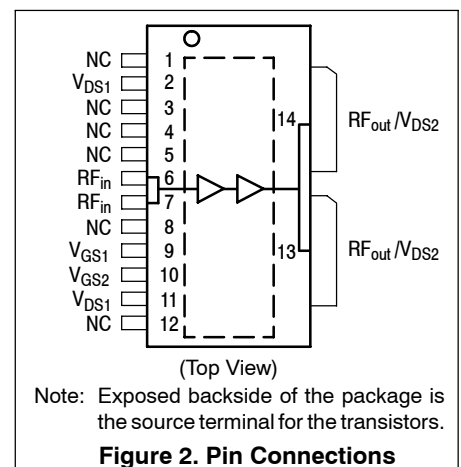 NC 1
VDS1 2
NC 3
NC 4
NC 5
RFin 6
RFin 7
NC 8
VGS1 9
VGS2 10
VDS1 11
NC 12
14 RFout/VDS2
13 RFout/VDS2
(Top View)
Note: Exposed backside of the package is
the source terminal for the transistors.
Figure 2. Pin Connections